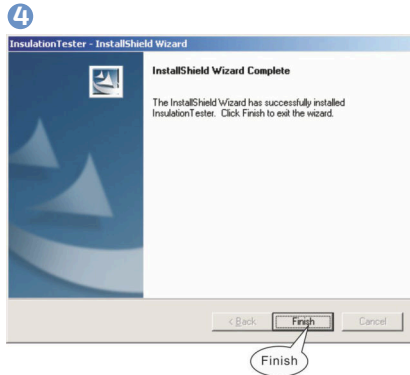 4
InsulationTester - InstallShield Wizard
InstallShield Wizard Complete
The InstallShield Wizard has successfully installed
InsulationTester. Click Finish to exit the wizard.
< Back
Finish
Cancel
Finish